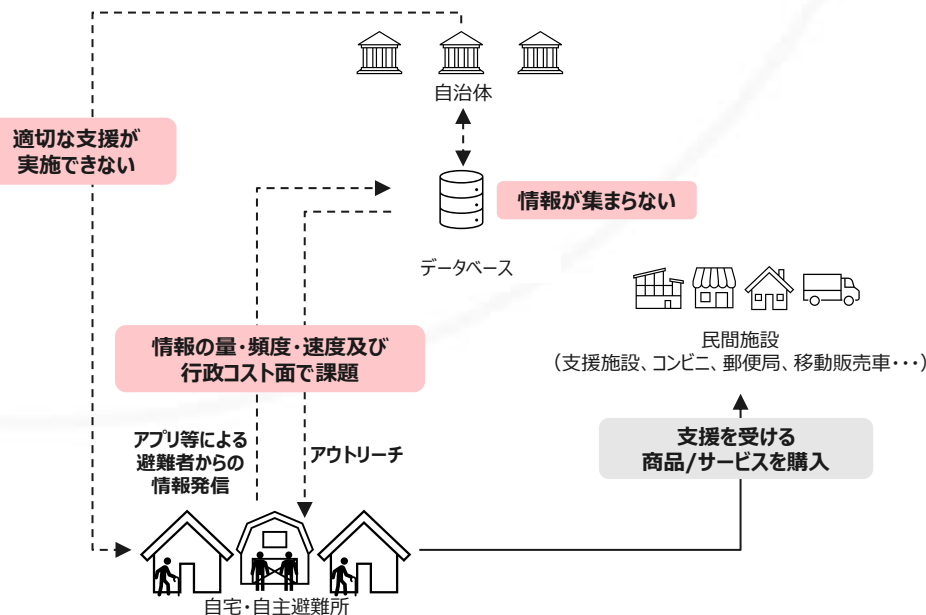 自治体
適切な支援が
実施できない
情報が集まらない
データベース
民間施設
（支援施設、コンビニ、郵便局、移動販売車・・・）
情報の量・頻度・速度及び
行政コスト面で課題
支援を受ける
商品/サービスを購入
アプリ等による
避難者からの
情報発信
アウトリーチ
自宅・自主避難所